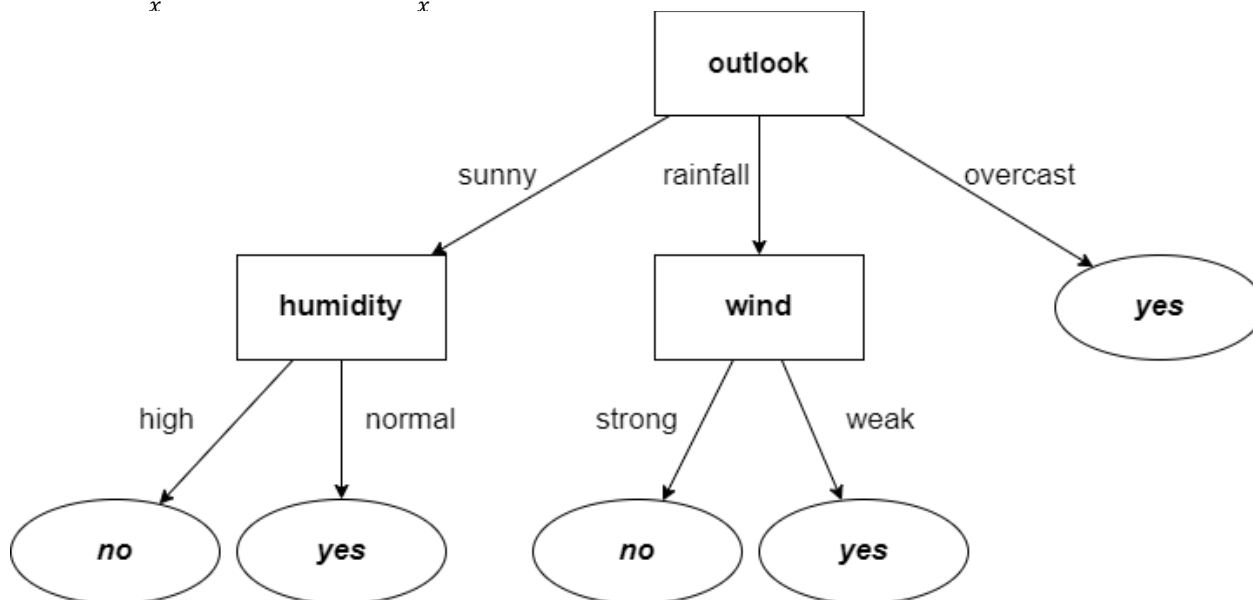 x x
outlook
sunny rainfall overcast
humidity wind yes
high normal strong weak
no yes no yes